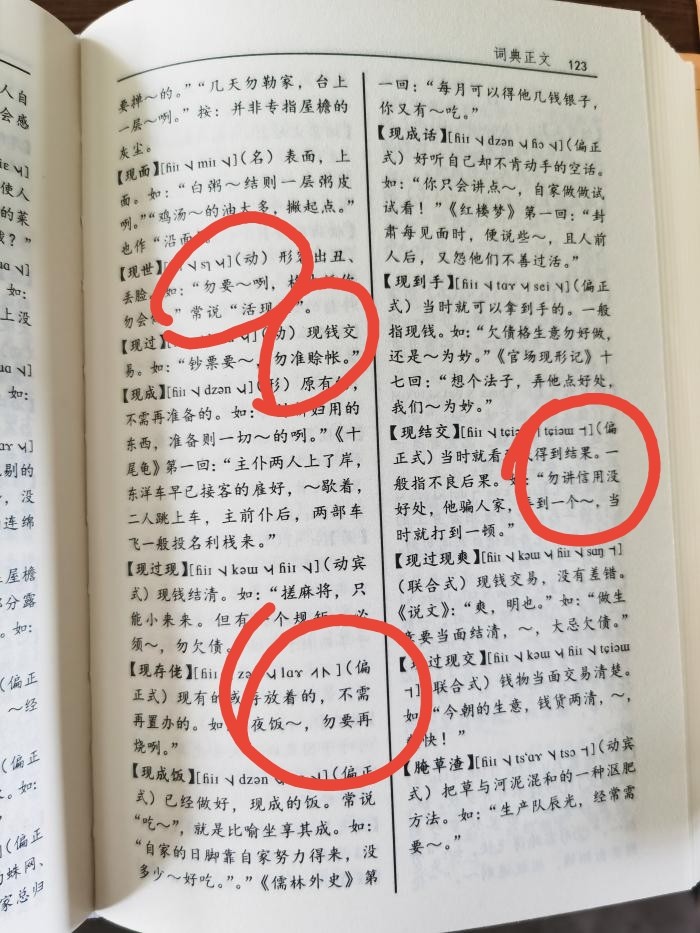 词典正文 123
要掸～的。”“几天勿勒家，台上
一层～咧。”按：并非专指屋檐的
灰尘。
【现面】[ɦiɪ ˨ miɪ ˨]（名）表面，上
面。如：“白粥～结则一层粥皮
咧。”“鸡汤～的油太多，撇起点。”
也作“沿面
【现世】（动）形容出丑、
丢脸。如：“勿要～咧，
勿会 ”常说“活现 ”。
【现过】（动）现钱交
易。如：“钞票要～，勿准赊帐。”
【现成】[ɦiɪ ˨ dzən ˨]（形）原有
不需再准备的。如： 妇用的
东西，准备则一切～的咧。”《十
尾龟》第一回：“主仆两人上了岸，
东洋车早已接客的雇好，～歇着，
二人跳上车，主前仆后，两部车
飞一般投名利栈来。”
【现过现】[ɦiɪ ˨ kəɯ ˧ ɦiɪ ˨]（动宾
式）现钱结清。如：“搓麻将，只
能小来来。但有 个规矩，必
须～，勿欠债。
【现存佬】（偏
正式）现有的或存放着的，不需
再置办的。如 夜饭～，勿要再
烧咧。”
【现成饭】（偏正
式）已经做好，现成的饭。常说
“吃～”，就是比喻坐享其成。如：
“自家的日脚靠自家努力得来，没
多少～好吃。”。”《儒林外史》第
一回：“每月可以得他几钱银子，
你又有～吃。”
【现成话】[ɦiɪ ˨ dzən ˨ ɦo ˨]（偏正
式）好听自己却不肯动手的空话。
如：“你只会讲点～，自家做做试
试看！”《红楼梦》第一回：“封
肃每见面时，便说些～，且人前
人后，又怨他们不善过活。”
【现到手】[ɦiɪ ˨ tɑɤ ˨ sei ˨]（偏正
式）当时就可以拿到手的。一般
指现钱。如：“欠债格生意勿好做，
还是～为妙。”《官场现形记》十
七回：“想个法子，弄他点好处，
我们～为妙。”
【现结交】（偏
正式）当时就看 得到结果。一
般指不良后果。如：“勿讲信用没
好处，他骗人家， 到一个～，当
时就打到一顿。”
【现过现爽】[ɦiɪ ˨ kəɯ ˧ ɦiɪ ˨ sɑŋ ˧]
（联合式）现钱交易，没有差错。
《说文》：“爽，明也。”如：“做生
意要当面结清，～，大忌欠债。”
【现过现交】
（联合式）钱物当面交易清楚。
如 “今朝的生意，钱货两清，～，
快！”
【腌草渣】（动宾
式）把草与河泥混和的一种沤肥
方法。如：“生产队辰光，经常需
要～。”